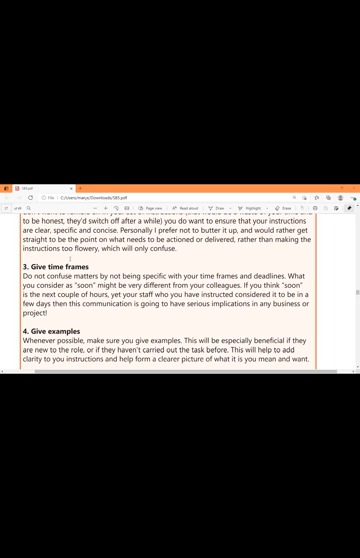 585.pdf
File
C:/Users/
/Downloads/585.pdf
Page view
Read aloud
Draw
Highlight
Erase
to be honest, they'd switch off after a while) you do want to ensure that your instructions
are clear, specific and concise. Personally I prefer not to butter it up, and would rather get
straight to be the point on what needs to be actioned or delivered, rather than making the
instructions too flowery, which will only confuse.
3. Give time frames
Do not confuse matters by not being specific with your time frames and deadlines. What
you consider as "soon" might be very different from your colleagues. If you think "soon"
is the next couple of hours, yet your staff who you have instructed considered it to be in a
few days then this communication is going to have serious implications in any business or
project!
4. Give examples
Whenever possible, make sure you give examples. This will be especially beneficial if they
are new to the role, or if they haven't carried out the task before. This will help to add
clarity to you instructions and help form a clearer picture of what it is you mean and want.